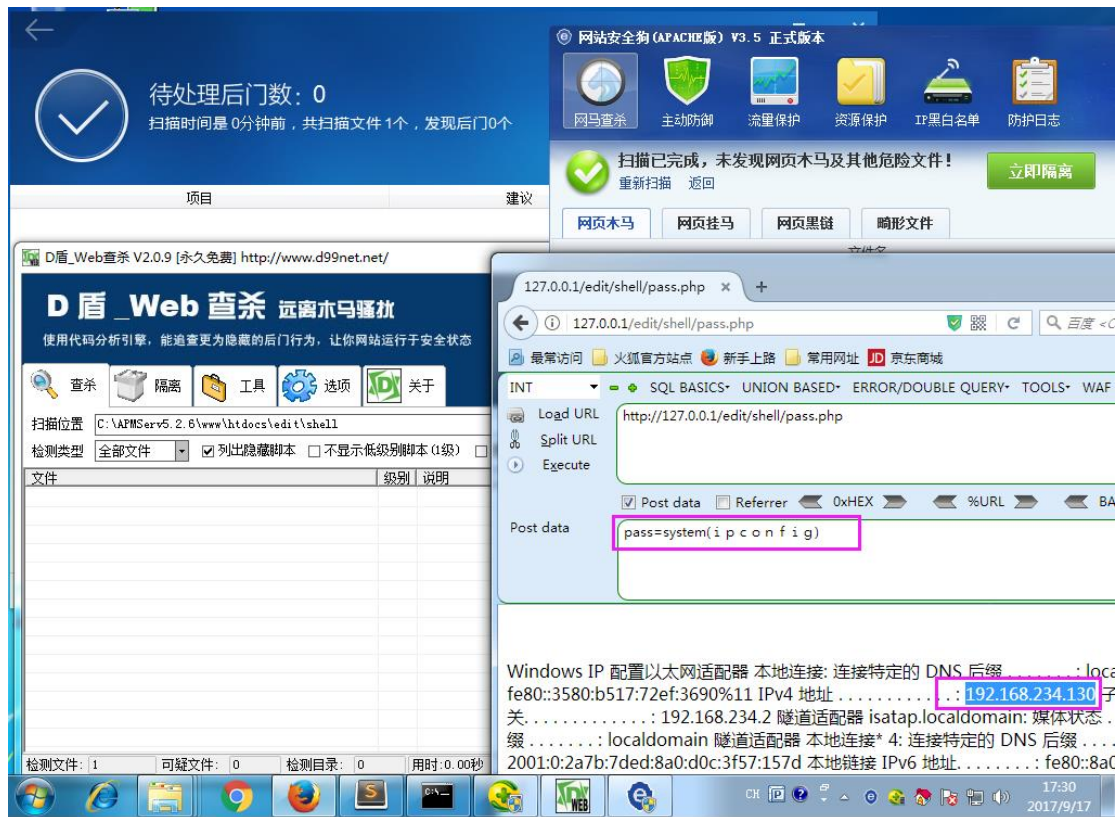 待处理后门数: 0
扫描时间是 0分钟前，共扫描文件 1个，发现后门0个
项目
建议
网站安全狗(APACHE版) V3.5 正式版本
网马查杀
主动防御
流量保护
资源保护
IP黑白名单
防护日志
扫描已完成，未发现网页木马及其他危险文件！
立即隔离
重新扫描
返回
网页木马
网页挂马
网页黑链
畸形文件
D盾_Web查杀 V2.0.9 [永久免费] http://www.d99net.net/
D 盾 _Web 查杀 远离木马骚扰
使用代码分析引擎，能追查更为隐藏的后门行为，让你网站运行于安全状态
查杀
隔离
工具
选项
关于
扫描位置 C:\APMServ5.2.6\www\htdocs\edit\shell
检测类型 全部文件 列出隐藏脚本 不显示低级别脚本(1级)
文件 级别 说明
检测文件: 1 可疑文件: 0 检测目录: 0 用时:0.00秒
127.0.0.1/edit/shell/pass.php × +
127.0.0.1/edit/shell/pass.php
百度
最常访问 火狐官方站点 新手上路 常用网址 JD 京东商城
INT SQL BASICS UNION BASED ERROR/DOUBLE QUERY TOOLS WAF
Load URL http://127.0.0.1/edit/shell/pass.php
Split URL
Execute
Post data Referrer 0xHEX %URL BA
Post data pass=system(ｉｐｃｏｎｆｉｇ)
Windows IP 配置以太网适配器 本地连接: 连接特定的 DNS 后缀 . . . . . . . : loca
fe80::3580:b517:72ef:3690%11 IPv4 地址 . . . . . . . . . . . . : 192.168.234.130 子
关. . . . . . . . . . . . . : 192.168.234.2 隧道适配器 isatap.localdomain: 媒体状态 .
缀 . . . . . . . : localdomain 隧道适配器 本地连接* 4: 连接特定的 DNS 后缀 . . . .
2001:0:2a7b:7ded:8a0:d0c:3f57:157d 本地链接 IPv6 地址. . . . . . . . : fe80::8a0
CH
17:30
2017/9/17